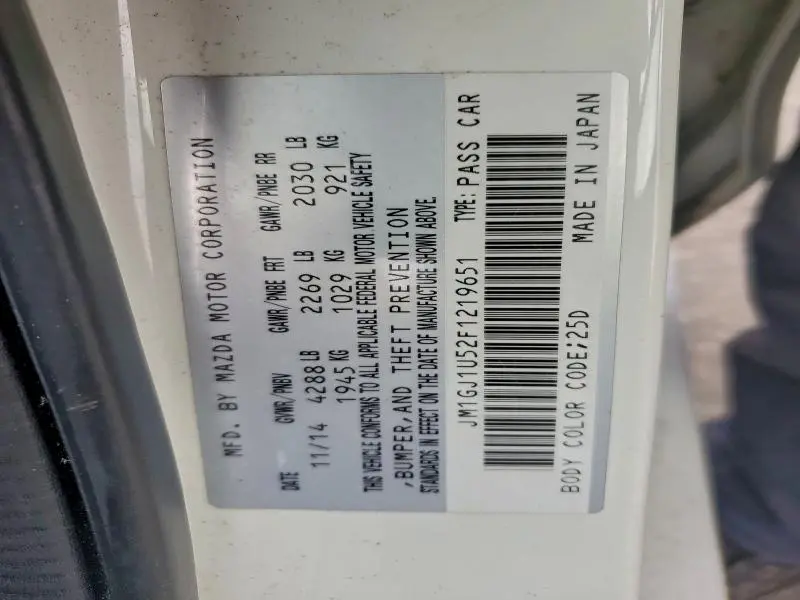 MFD. BY MAZDA MOTOR CORPORATION
DATE GVWR/PNBV GAWR/PNBE FRT GAWR/PNBE RR
11/14 4288 LB 2269 LB 2030 LB
1945 KG 1029 KG 921 KG
THIS VEHICLE CONFORMS TO ALL APPLICABLE FEDERAL MOTOR VEHICLE SAFETY
,BUMPER,AND THEFT PREVENTION
STANDARDS IN EFFECT ON THE DATE OF MANUFACTURE SHOWN ABOVE
JM1GJ1U52F1219651 TYPE: PASS CAR
BODY COLOR CODE:25D MADE IN JAPAN